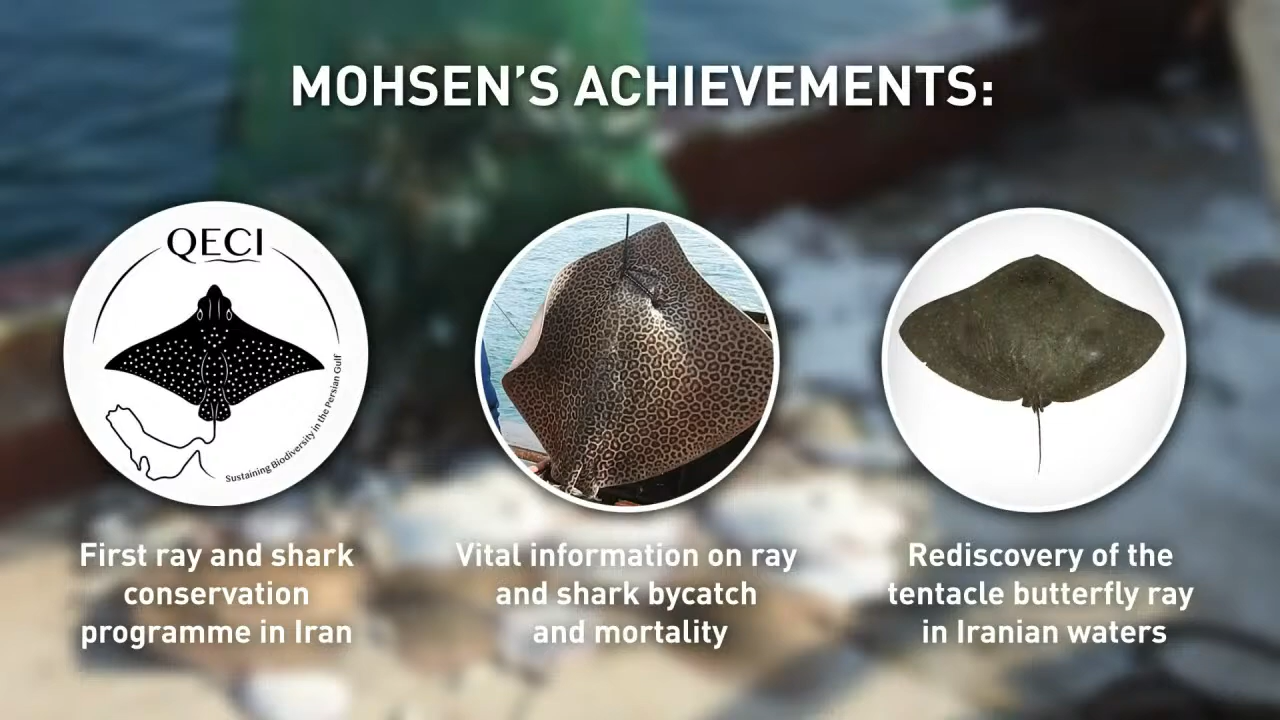 MOHSEN'S ACHIEVEMENTS:
QECI
Sustaining Biodiversity in the Persian Gulf
First ray and shark
conservation
programme in Iran
Vital information on ray
and shark bycatch
and mortality
Rediscovery of the
tentacle butterfly ray
in Iranian waters